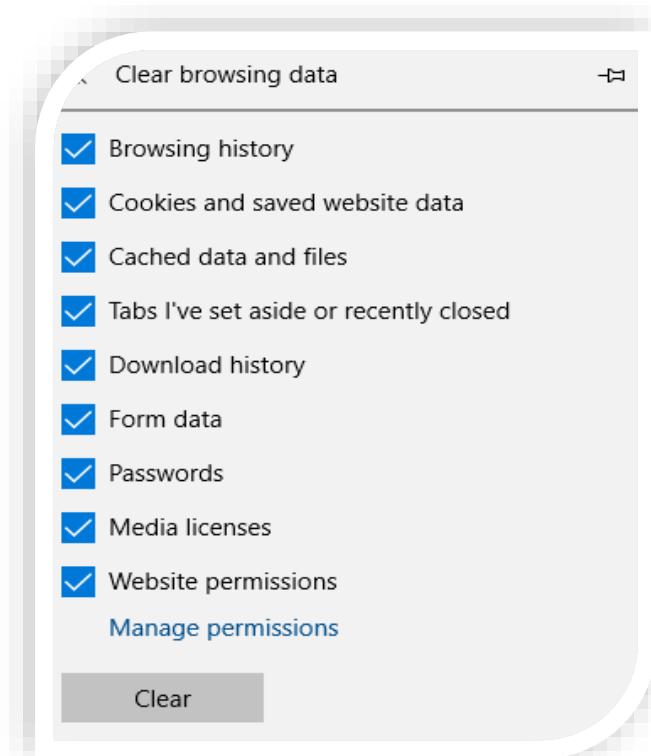 Clear browsing data
Browsing history
Cookies and saved website data
Cached data and files
Tabs I've set aside or recently closed
Download history
Form data
Passwords
Media licenses
Website permissions
Manage permissions
Clear